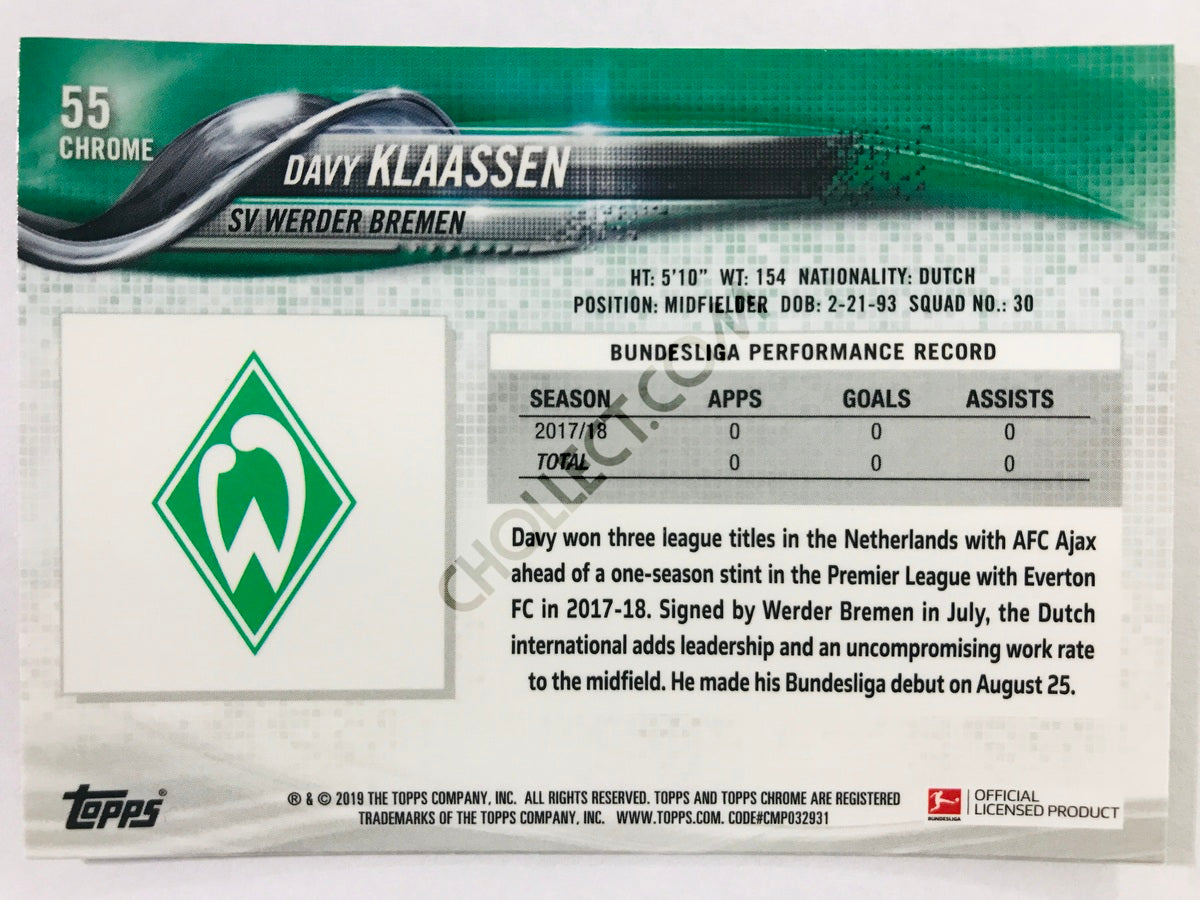 55
CHROME
DAVY KLAASSEN
SV WERDER BREMEN
HT: 5'10" WT: 154 NATIONALITY: DUTCH
POSITION: MIDFIELDER DOB: 2-21-93 SQUAD NO.: 30
BUNDESLIGA PERFORMANCE RECORD
SEASON APPS GOALS ASSISTS
2017/18 0 0 0
TOTAL 0 0 0
Davy won three league titles in the Netherlands with AFC Ajax
ahead of a one-season stint in the Premier League with Everton
FC in 2017-18. Signed by Werder Bremen in July, the Dutch
international adds leadership and an uncompromising work rate
to the midfield. He made his Bundesliga debut on August 25.
CHOLLECT.COM
W
TOPPS®
® & © 2019 THE TOPPS COMPANY, INC. ALL RIGHTS RESERVED. TOPPS AND TOPPS CHROME ARE REGISTERED
TRADEMARKS OF THE TOPPS COMPANY, INC. WWW.TOPPS.COM. CODE#CMP032931
BUNDESLIGA
OFFICIAL
LICENSED PRODUCT